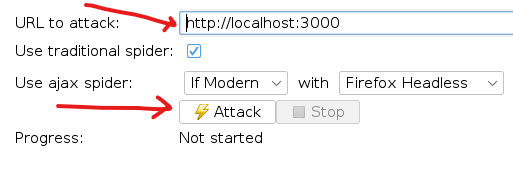 URL to attack: http://localhost:3000
Use traditional spider:
Use ajax spider: If Modern with Firefox Headless
Attack Stop
Progress: Not started